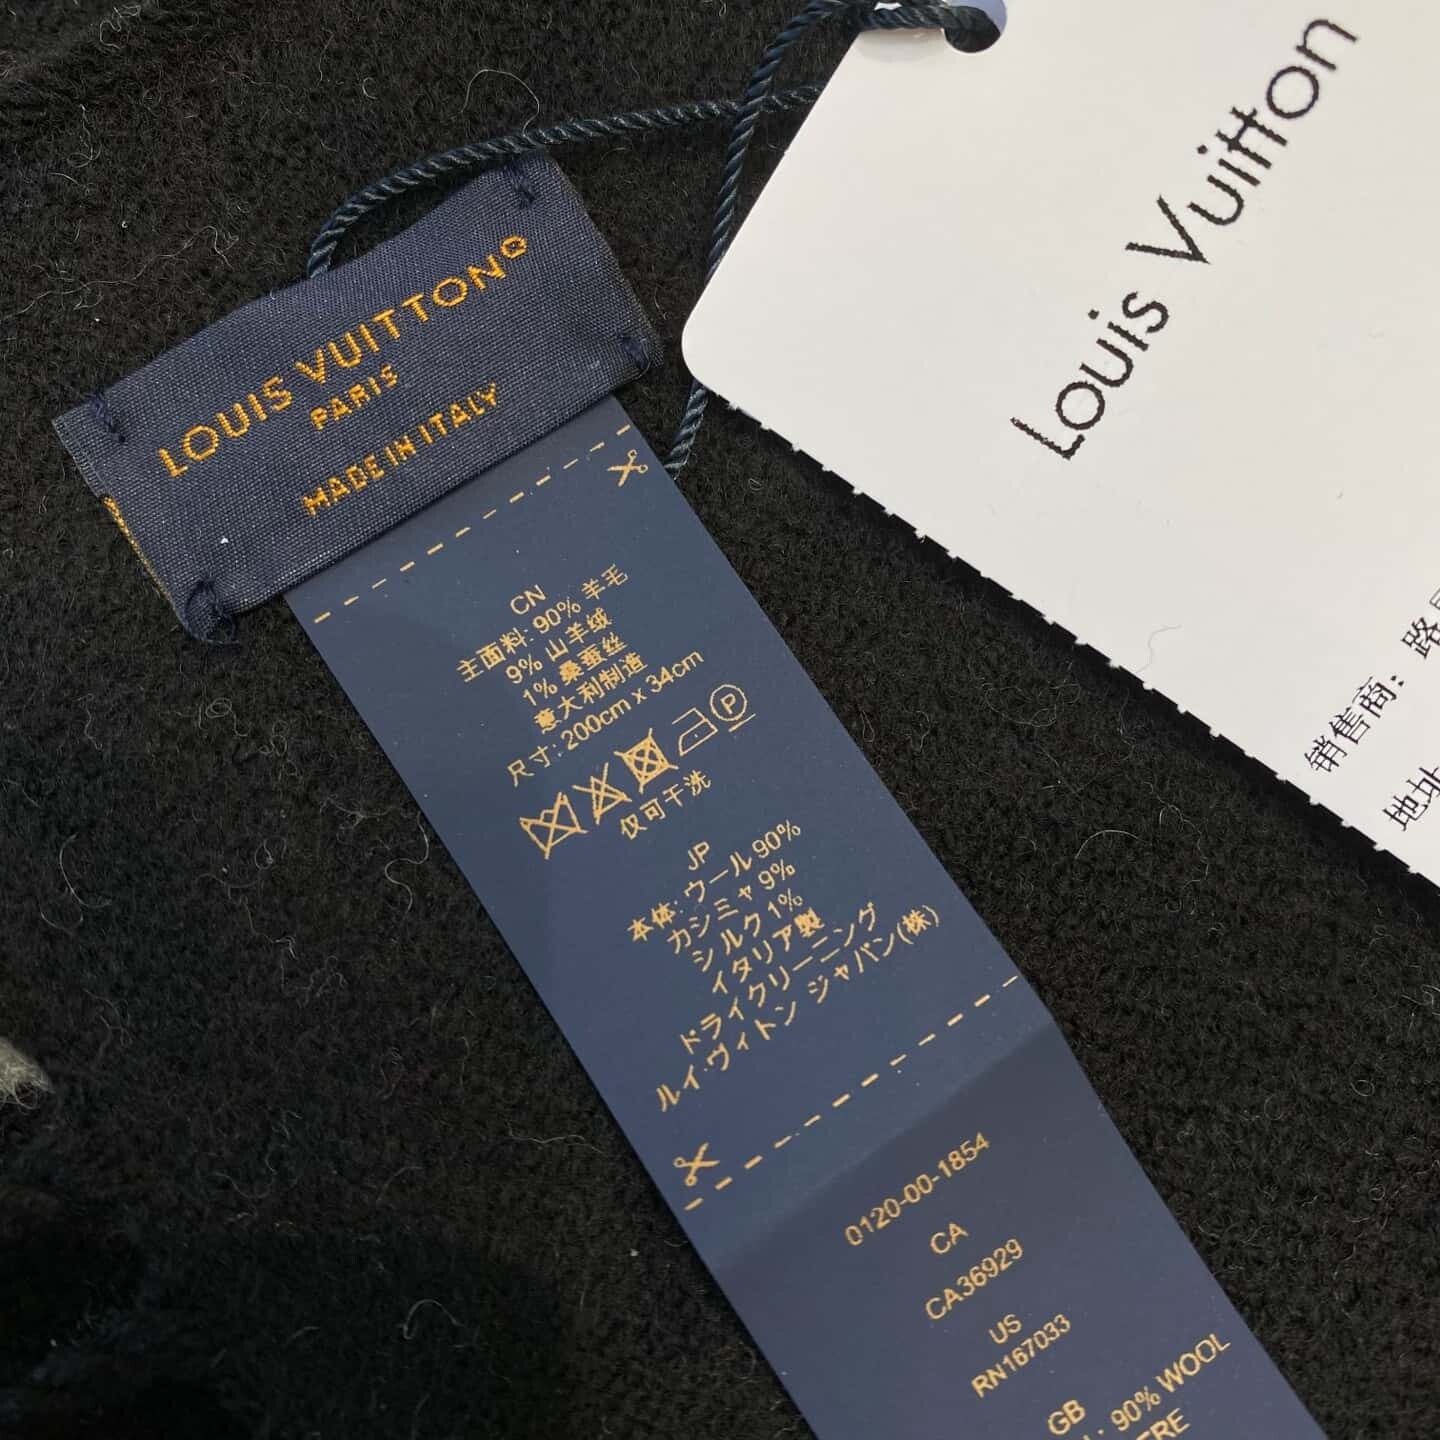 LOUIS VUITTON®
PARIS
MADE IN ITALY
CN
主面料: 90% 羊毛
9% 山羊绒
1% 桑蚕丝
意大利制造
尺寸: 200cm x 34cm
P
仅可干洗
JP
本体: ウール 90%
カシミャ 9%
シルク 1%
イタリア製
ドライクリーニング
ルイ·ヴィトン ジャパン(株)
0120-00-1854
CA
CA36929
US
RN167033
GB
: 90% WOOL
Louis Vuitton
销售商: 路
地址